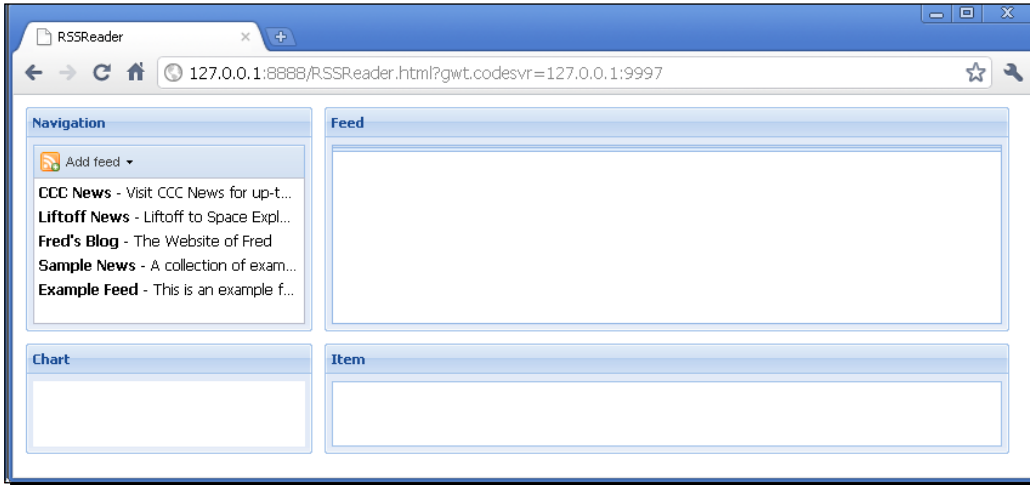 RSSReader
127.0.0.1:8888/RSSReader.html?gwt.codesvr=127.0.0.1:9997
Navigation
Add feed
CCC News - Visit CCC News for up-t...
Liftoff News - Liftoff to Space Expl...
Fred's Blog - The Website of Fred
Sample News - A collection of exam...
Example Feed - This is an example f...
Feed
Chart
Item